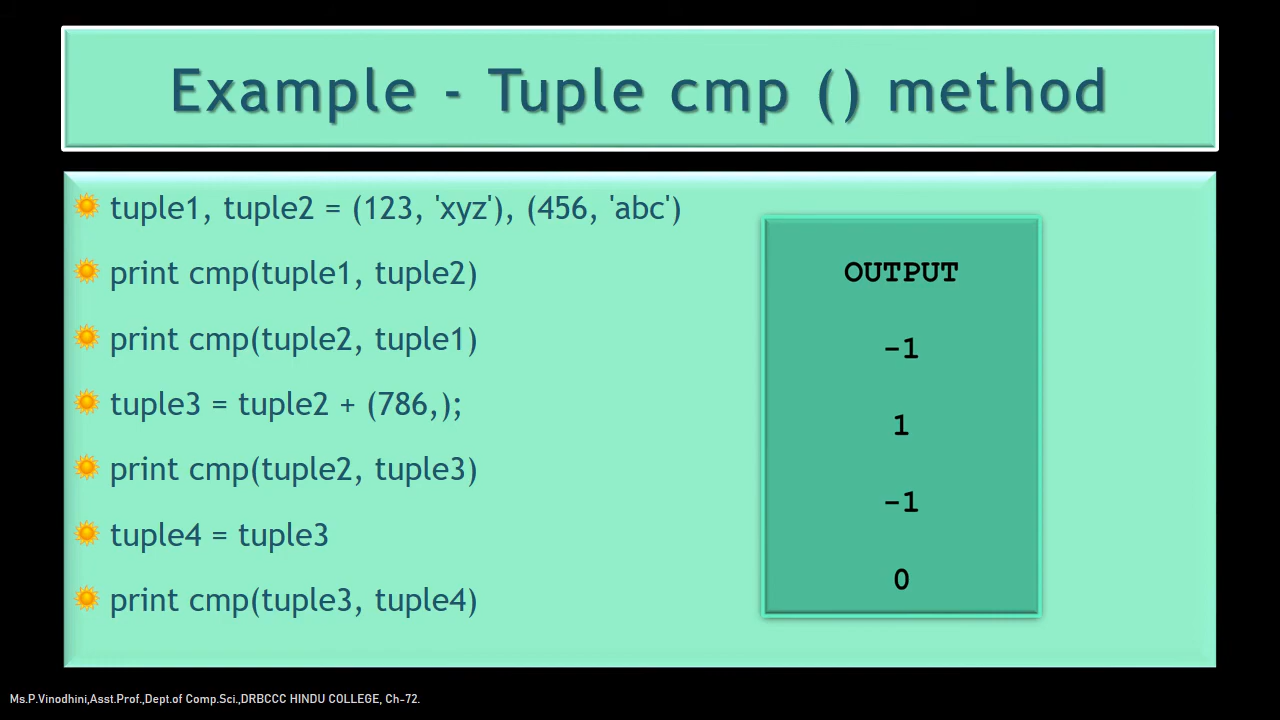 Example - Tuple cmp () method
tuple1, tuple2 = (123, 'xyz'), (456, 'abc')
print cmp(tuple1, tuple2)
print cmp(tuple2, tuple1)
tuple3 = tuple2 + (786,);
print cmp(tuple2, tuple3)
tuple4 = tuple3
print cmp(tuple3, tuple4)
OUTPUT
-1
1
-1
0
Ms.P.Vinodhini,Asst.Prof.,Dept.of Comp.Sci.,DRBCCC HINDU COLLEGE, Ch-72.